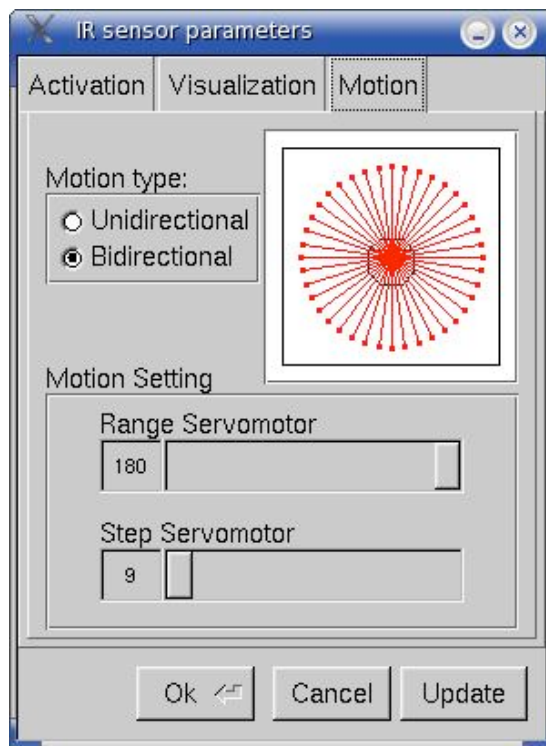 IR sensor parameters
Activation Visualization Motion
Motion type:
Unidirectional
Bidirectional
Motion Setting
Range Servomotor
180
Step Servomotor
9
Ok Cancel Update